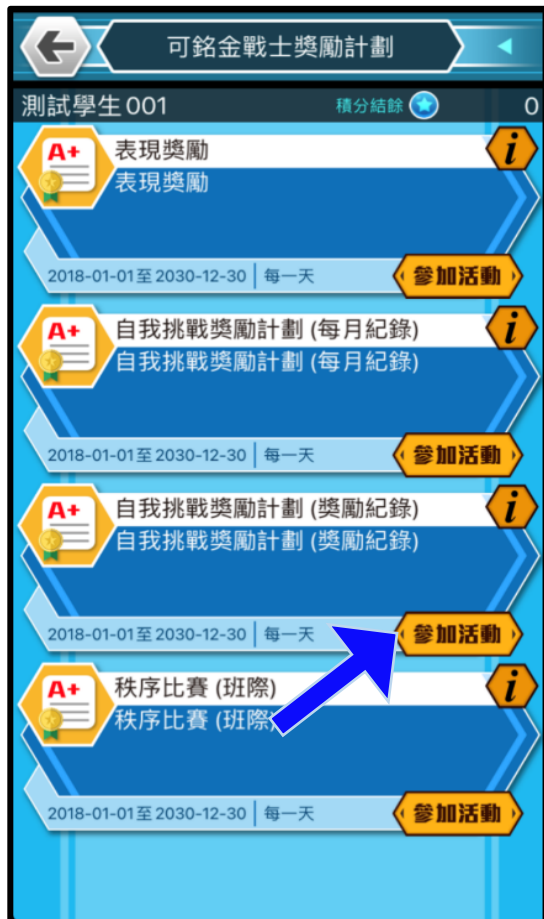 可銘金戰士獎勵計劃
測試學生001 積分結餘 0
A+ 表現獎勵 i
表現獎勵
2018-01-01至2030-12-30 | 每一天 參加活動
A+ 自我挑戰獎勵計劃 (每月紀錄) i
自我挑戰獎勵計劃 (每月紀錄)
2018-01-01至2030-12-30 | 每一天 參加活動
A+ 自我挑戰獎勵計劃 (獎勵紀錄) i
自我挑戰獎勵計劃 (獎勵紀錄)
2018-01-01至2030-12-30 | 每一天 參加活動
A+ 秩序比賽 (班際) i
秩序比賽 (班際)
2018-01-01至2030-12-30 | 每一天 參加活動